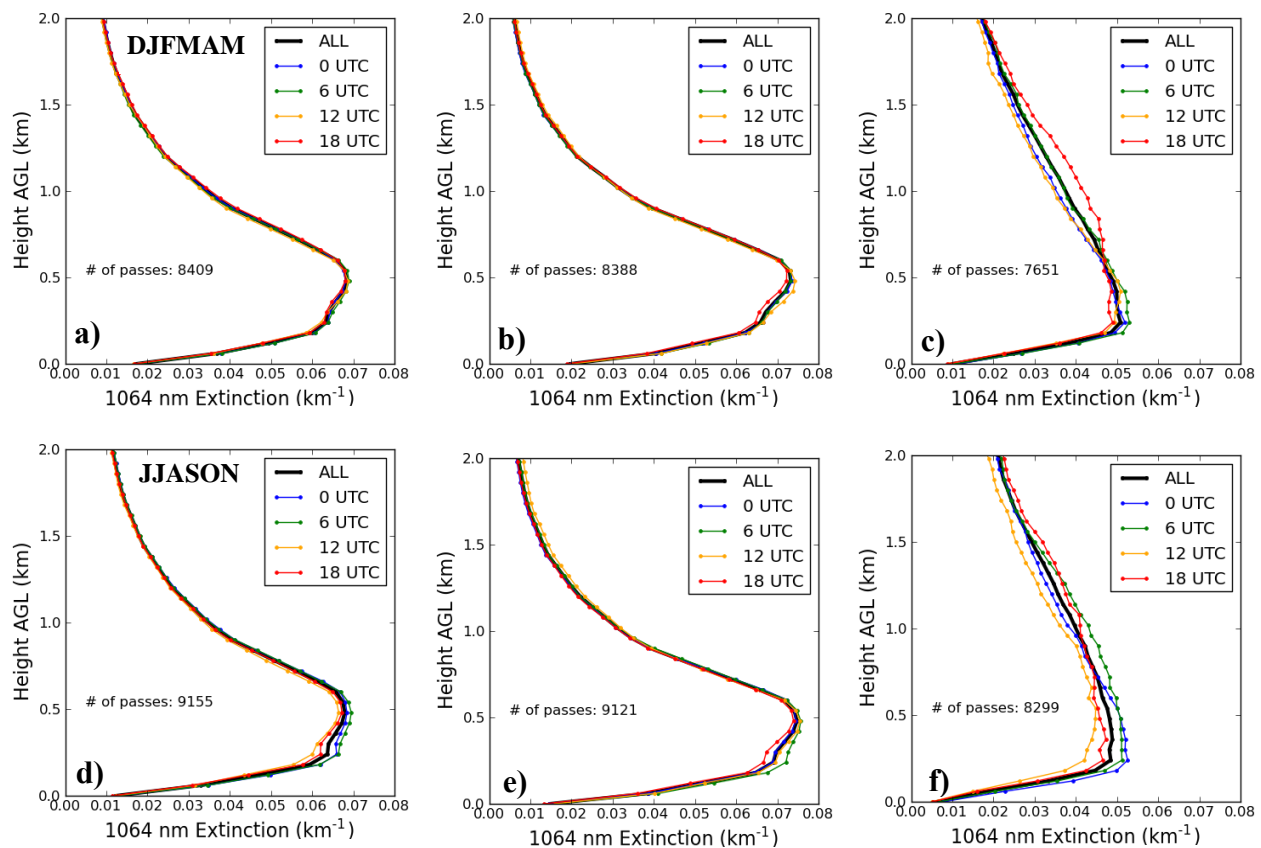 DJFMAM
ALL
0 UTC
6 UTC
12 UTC
18 UTC
# of passes: 8409
a)
Height AGL (km)
2.0
1.5
1.0
0.5
0.0
0.00 0.01 0.02 0.03 0.04 0.05 0.06 0.07 0.08
1064 nm Extinction (km⁻¹)
ALL
0 UTC
6 UTC
12 UTC
18 UTC
# of passes: 8388
b)
Height AGL (km)
2.0
1.5
1.0
0.5
0.0
0.00 0.01 0.02 0.03 0.04 0.05 0.06 0.07 0.08
1064 nm Extinction (km⁻¹)
ALL
0 UTC
6 UTC
12 UTC
18 UTC
# of passes: 7651
c)
Height AGL (km)
2.0
1.5
1.0
0.5
0.0
0.00 0.01 0.02 0.03 0.04 0.05 0.06 0.07 0.08
1064 nm Extinction (km⁻¹)
JJASON
ALL
0 UTC
6 UTC
12 UTC
18 UTC
# of passes: 9155
d)
Height AGL (km)
2.0
1.5
1.0
0.5
0.0
0.00 0.01 0.02 0.03 0.04 0.05 0.06 0.07 0.08
1064 nm Extinction (km⁻¹)
ALL
0 UTC
6 UTC
12 UTC
18 UTC
# of passes: 9121
e)
Height AGL (km)
2.0
1.5
1.0
0.5
0.0
0.00 0.01 0.02 0.03 0.04 0.05 0.06 0.07 0.08
1064 nm Extinction (km⁻¹)
ALL
0 UTC
6 UTC
12 UTC
18 UTC
# of passes: 8299
f)
Height AGL (km)
2.0
1.5
1.0
0.5
0.0
0.00 0.01 0.02 0.03 0.04 0.05 0.06 0.07 0.08
1064 nm Extinction (km⁻¹)